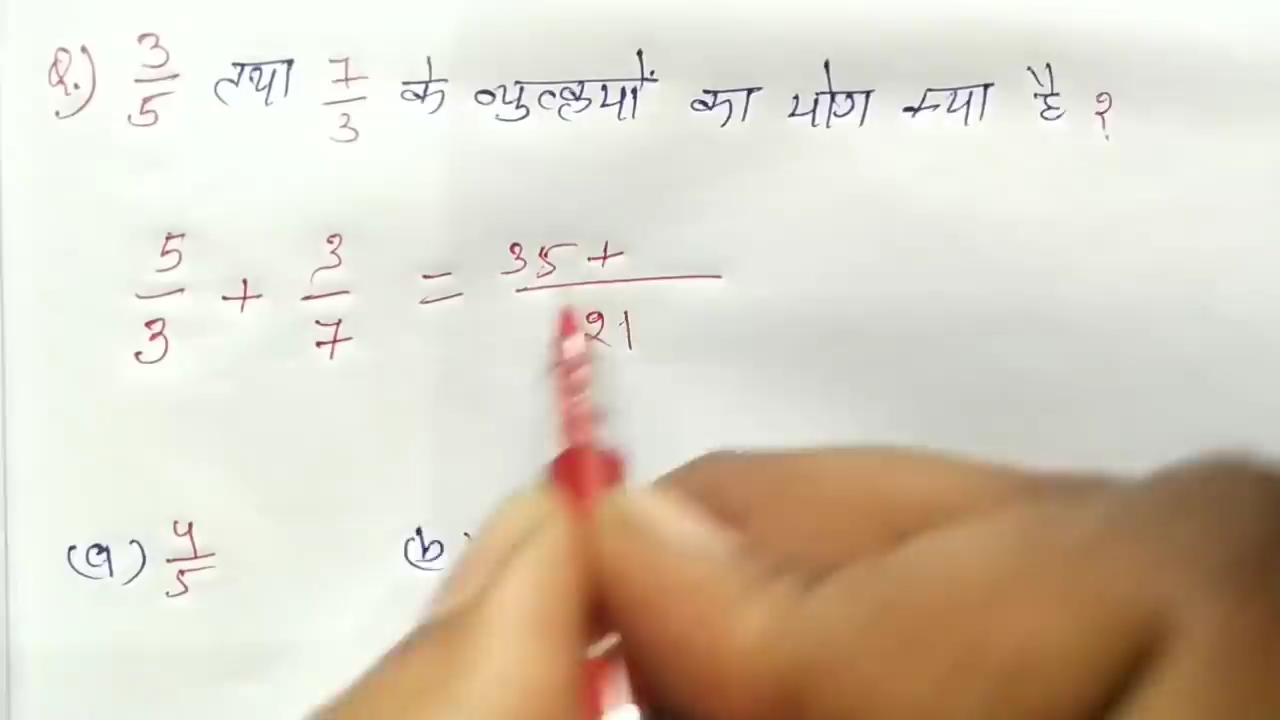 Q.) 3/5 तथा 7/3 के व्युत्क्रमों का योग क्या है ?
5/3 + 3/7 = 35 + / 21
(a) 4/5 (b)